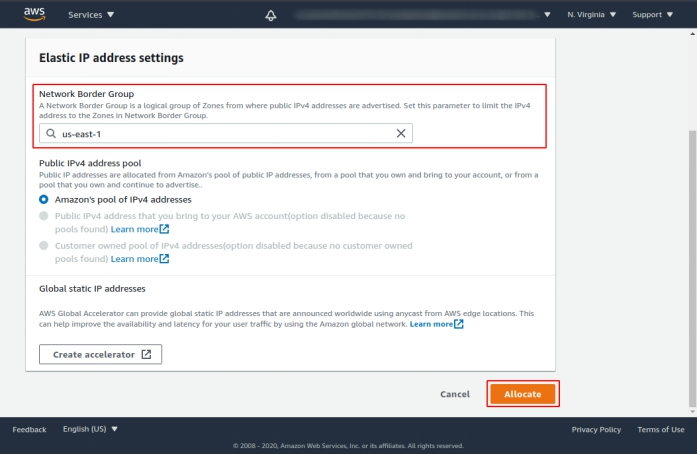 aws Services N. Virginia Support
Elastic IP address settings
Network Border Group
A Network Border Group is a logical group of Zones from where public IPv4 addresses are advertised. Set this parameter to limit the IPv4
address to the Zones in Network Border Group.
us-east-1
Public IPv4 address pool
Public IP addresses are allocated from Amazon's pool of public IP addresses, from a pool that you own and bring to your account, or from a
pool that you own and continue to advertise..
Amazon's pool of IPv4 addresses
Public IPv4 address that you bring to your AWS account(option disabled because no
pools found) Learn more
Customer owned pool of IPv4 addresses(option disabled because no customer owned
pools found) Learn more
Global static IP addresses
AWS Global Accelerator can provide global static IP addresses that are announced worldwide using anycast from AWS edge locations. This
can help improve the availability and latency for your user traffic by using the Amazon global network. Learn more
Create accelerator
Cancel Allocate
Feedback English (US) Privacy Policy Terms of Use
© 2008 - 2020, Amazon Web Services, Inc. or its affiliates. All rights reserved.